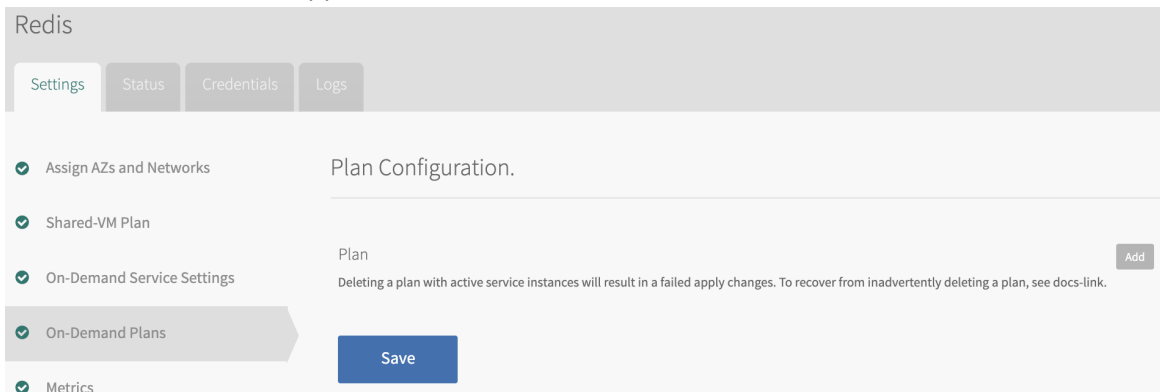 Redis
Settings Status Credentials Logs
Assign AZs and Networks
Shared-VM Plan
On-Demand Service Settings
On-Demand Plans
Metrics
Plan Configuration.
Plan
Add
Deleting a plan with active service instances will result in a failed apply changes. To recover from inadvertently deleting a plan, see docs-link.
Save